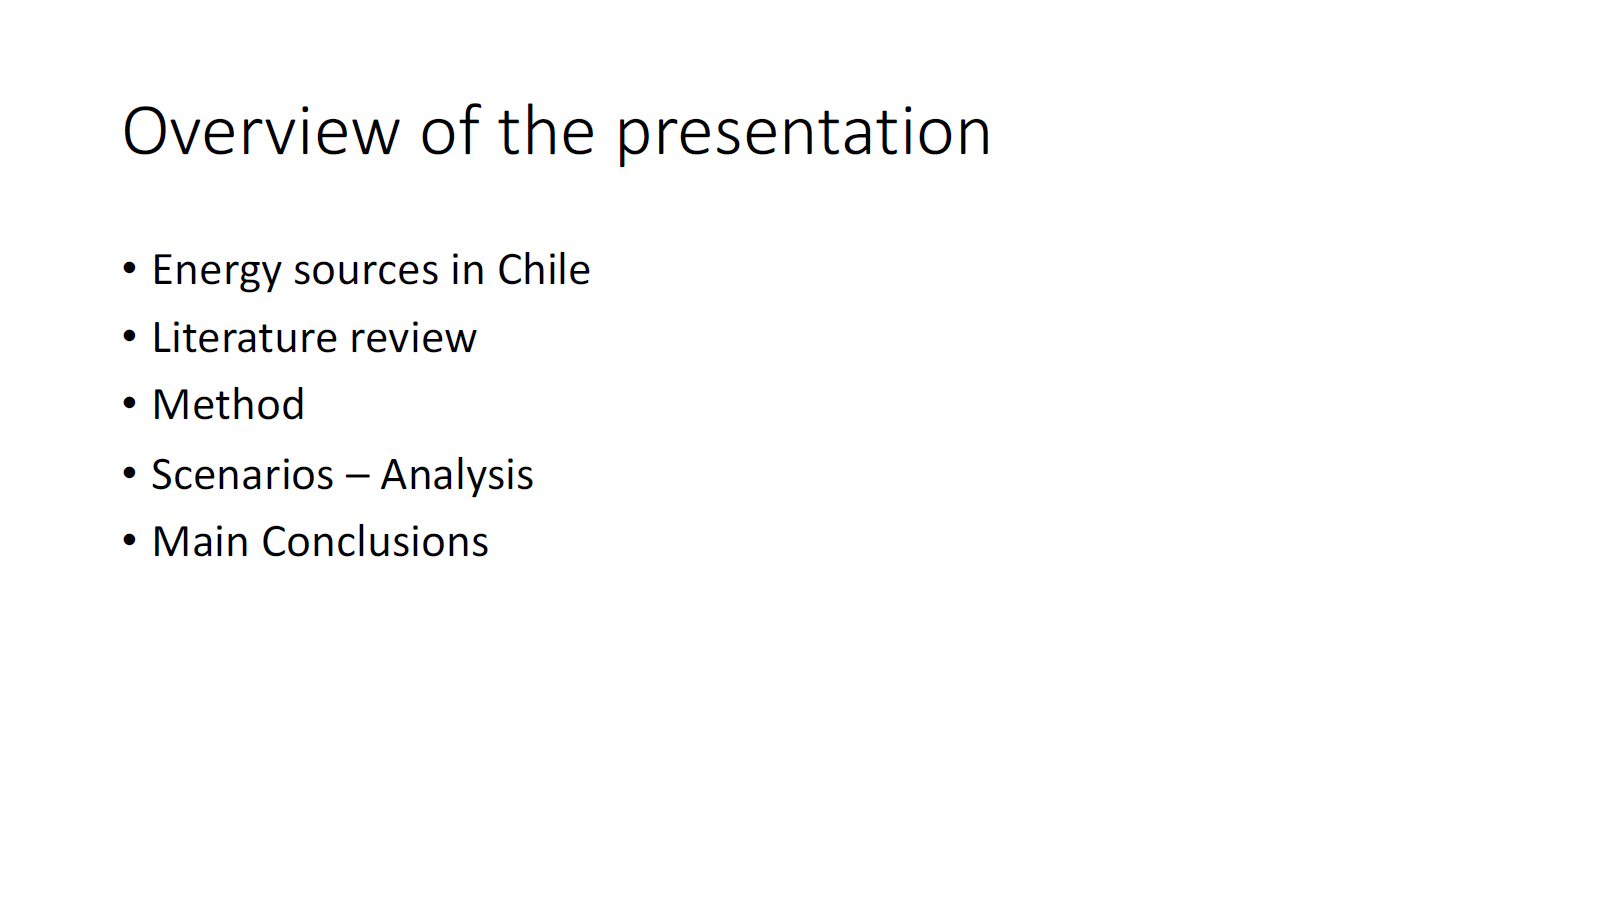 Overview of the presentation
• Energy sources in Chile
• Literature review
• Method
• Scenarios – Analysis
• Main Conclusions